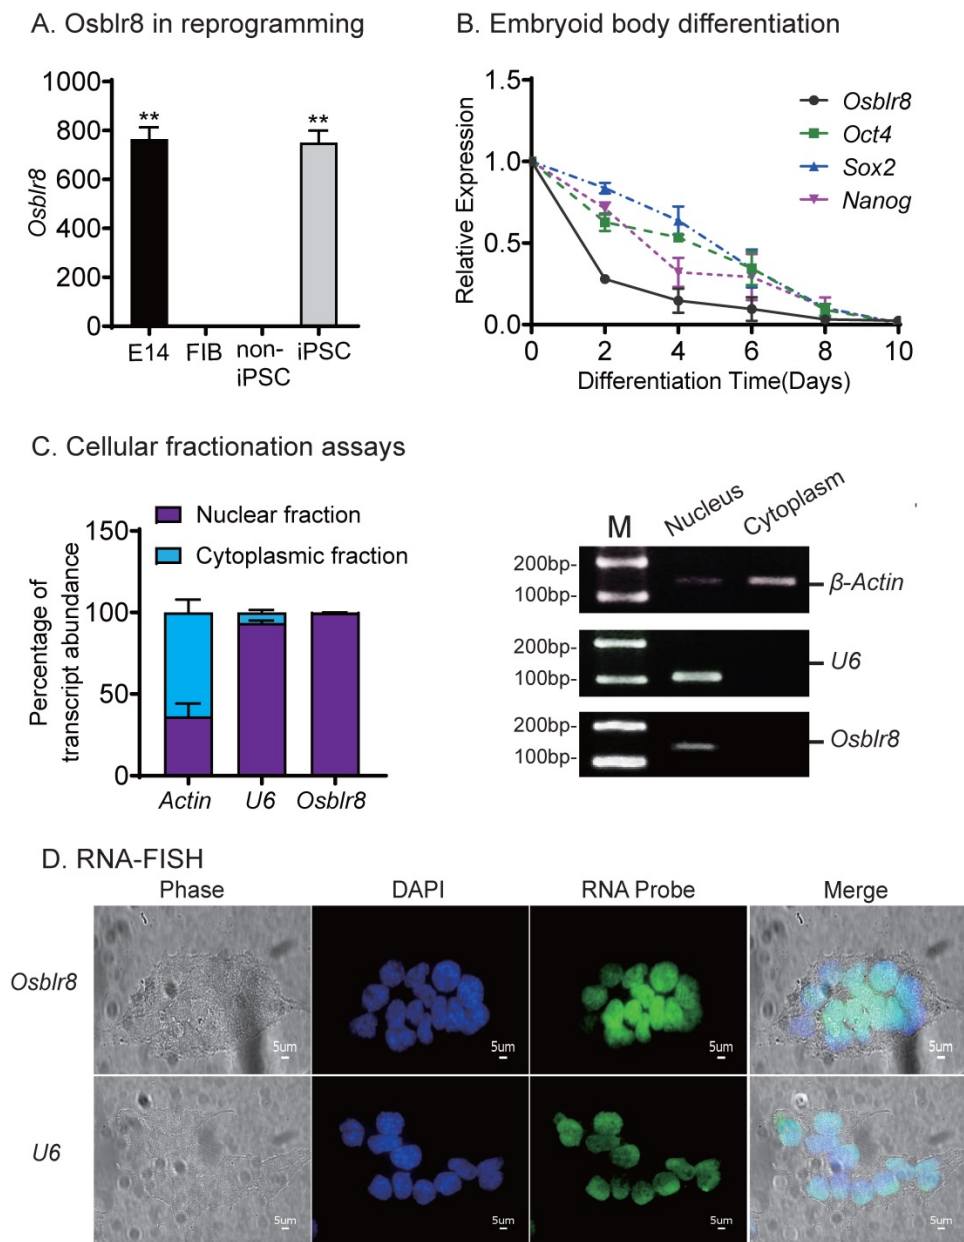 A. Osblr8 in reprogramming
Osblr8
1000
800
600
400
200
0
**
**
E14
FIB
non-
iPSC
iPSC
B. Embryoid body differentiation
Relative Expression
1.5
1.0
0.5
0.0
Osblr8
Oct4
Sox2
Nanog
0 2 4 6 8 10
Differentiation Time(Days)
C. Cellular fractionation assays
Percentage of
transcript abundance
150
100
50
0
Nuclear fraction
Cytoplasmic fraction
Actin U6 Osblr8
M Nucleus Cytoplasm
200bp-
100bp-
β-Actin
200bp-
100bp-
U6
200bp-
100bp-
Osblr8
D. RNA-FISH
Phase DAPI RNA Probe Merge
Osblr8
5um 5um 5um 5um
U6
5um 5um 5um 5um